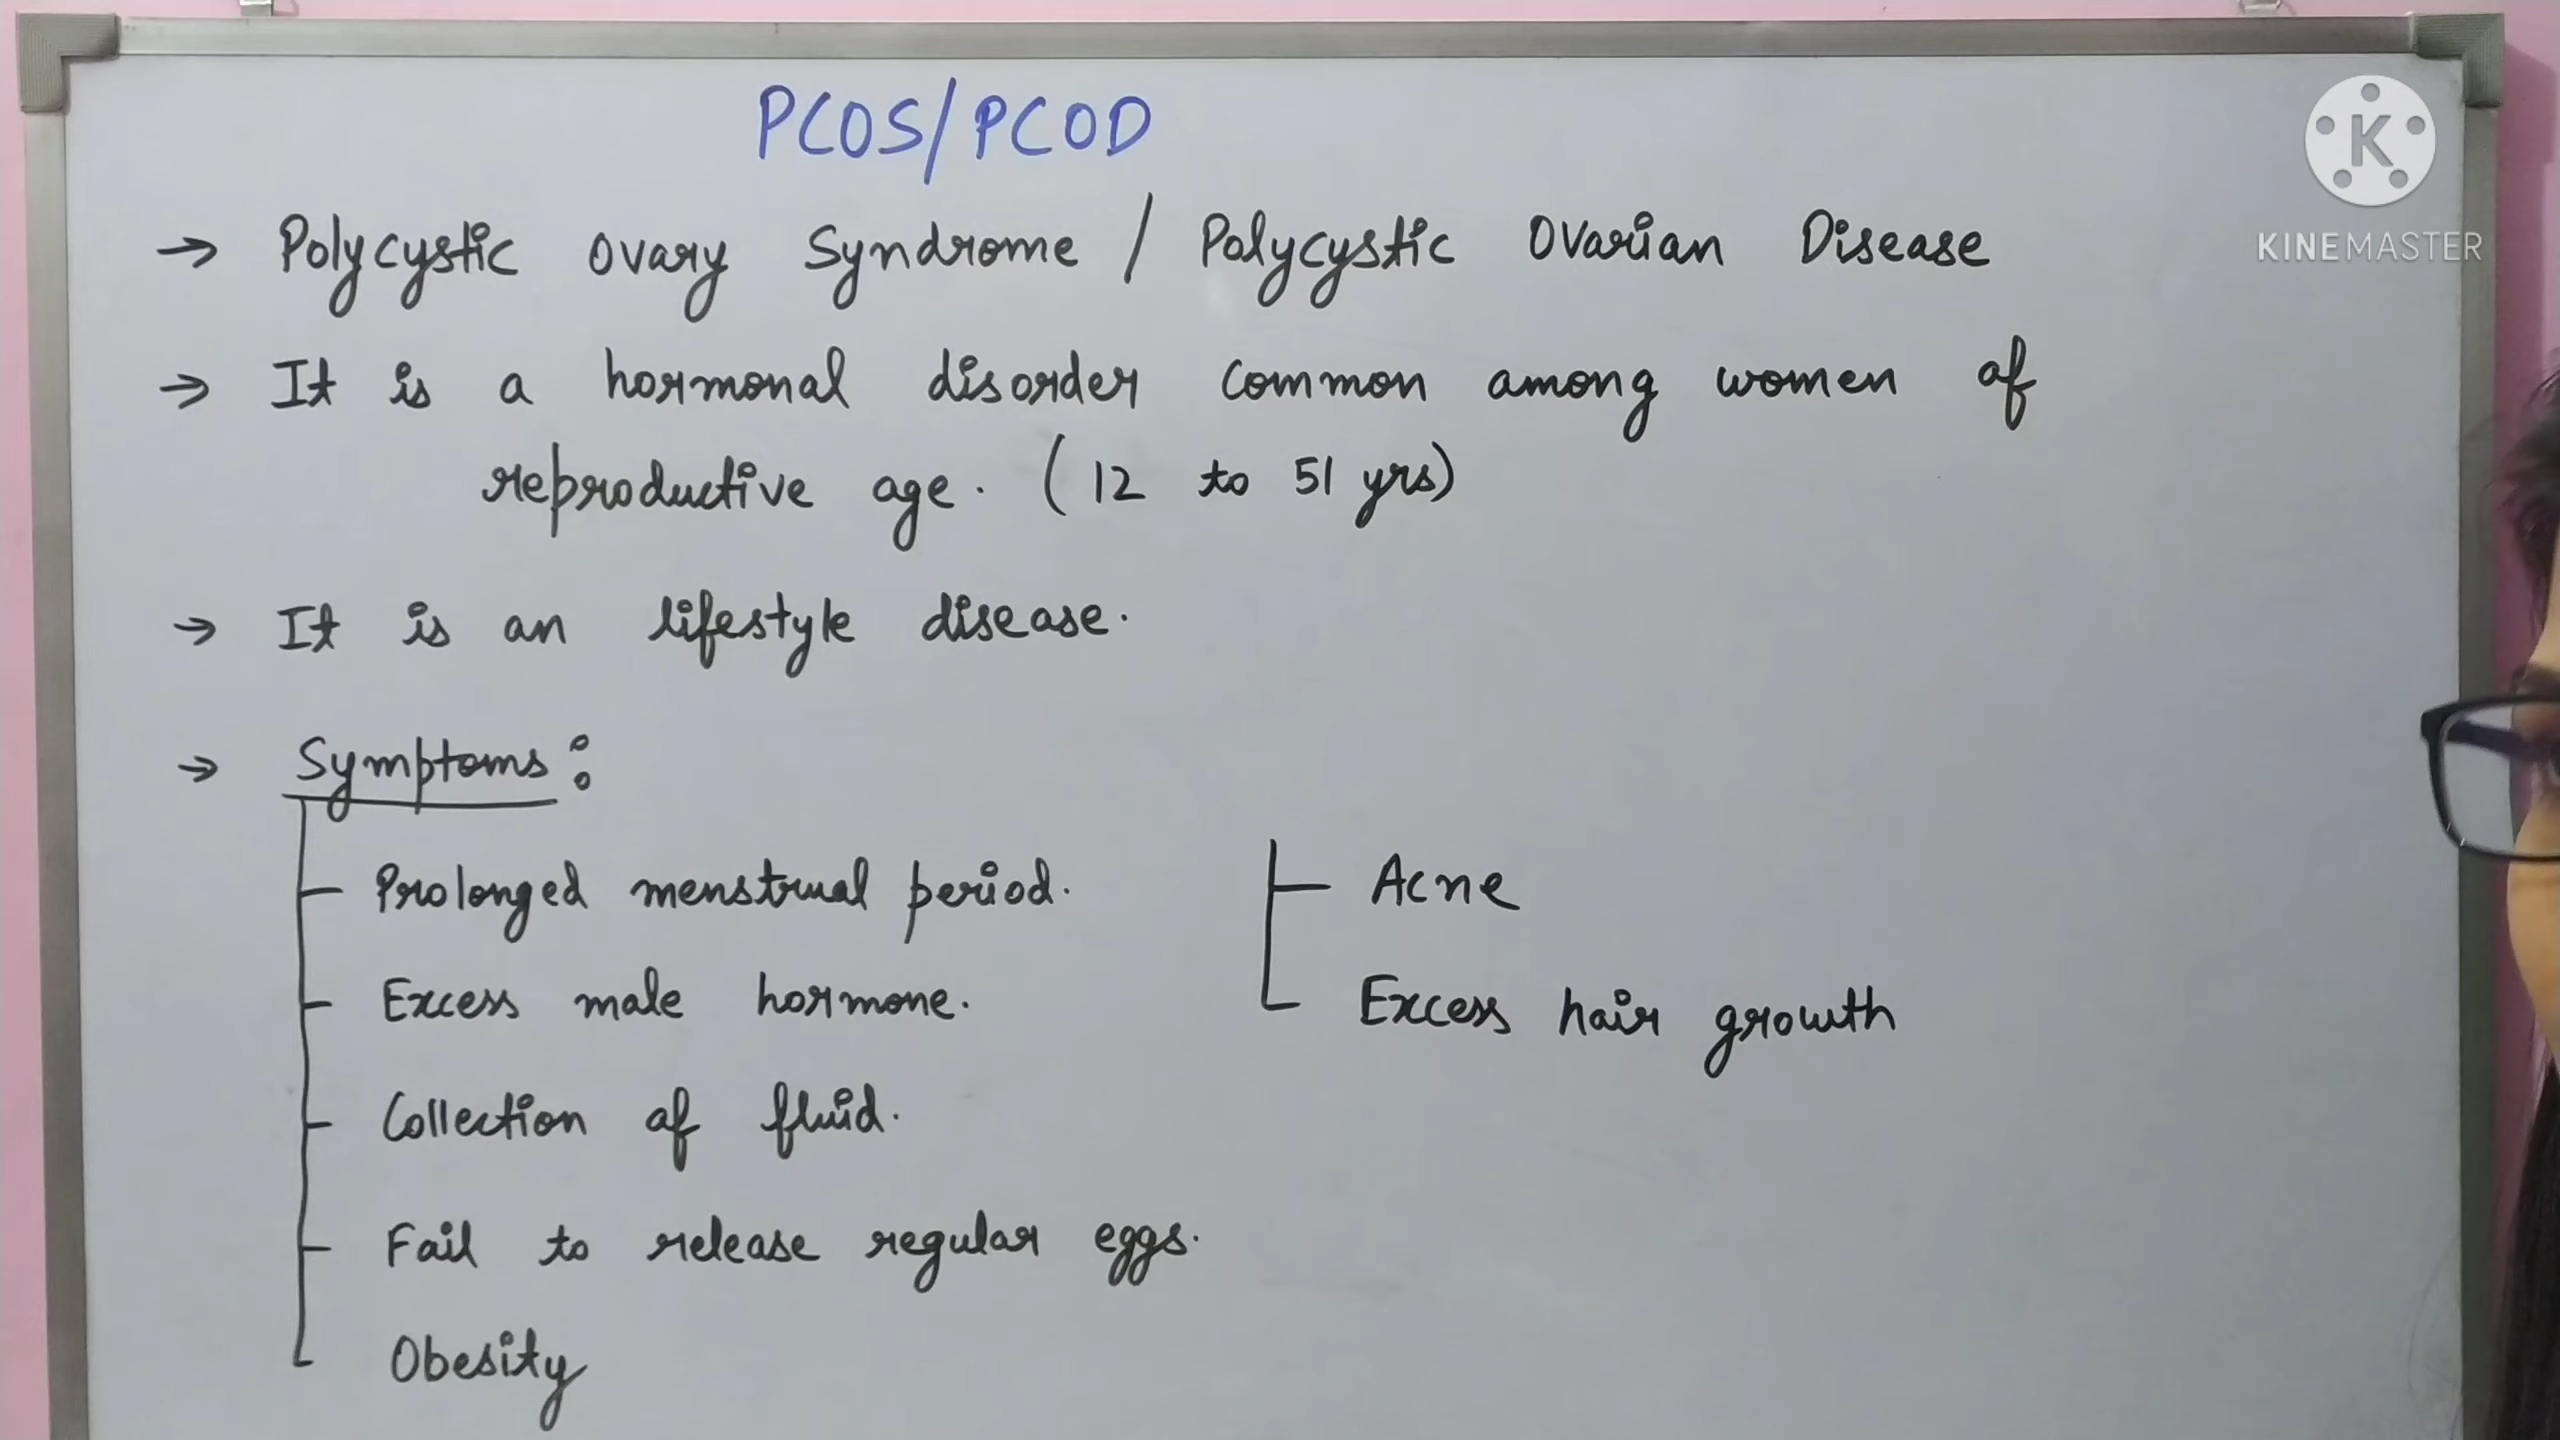 PCOS/PCOD
K
KINEMASTER
→ Polycystic ovary Syndrome / Polycystic Ovarian Disease
→ It is a hormonal disorder common among women of
reproductive age. (12 to 51 yrs)
→ It is an lifestyle disease.
→ Symptoms:
Prolonged menstrual period.
Excess male hormone.
Collection of fluid.
Fail to release regular eggs.
Obesity
Acne
Excess hair growth